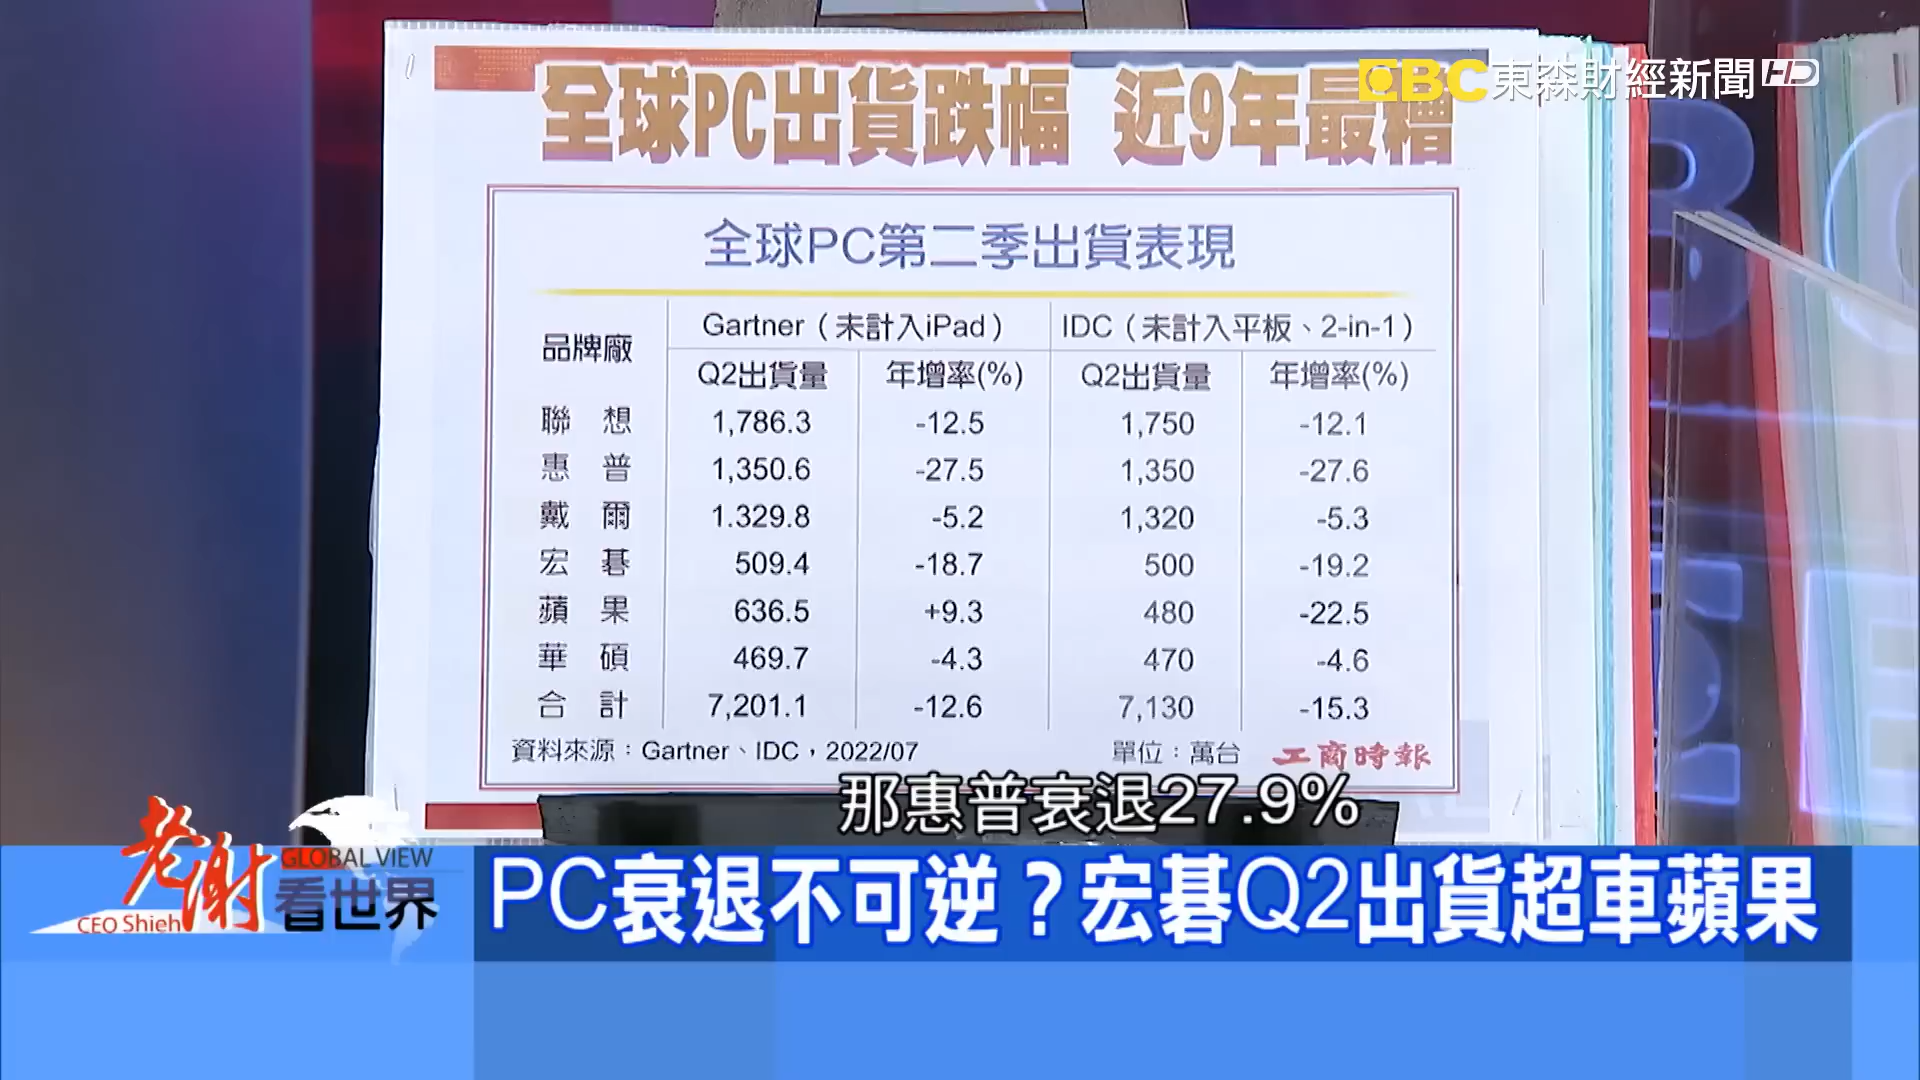 EBC東森財經新聞HD
全球PC出貨跌幅 近9年最糟
全球PC第二季出貨表現
品牌廠 Gartner（未計入iPad） IDC（未計入平板、2-in-1）
Q2出貨量 年增率(%) Q2出貨量 年增率(%)
聯想 1,786.3 -12.5 1,750 -12.1
惠普 1,350.6 -27.5 1,350 -27.6
戴爾 1.329.8 -5.2 1,320 -5.3
宏碁 509.4 -18.7 500 -19.2
蘋果 636.5 +9.3 480 -22.5
華碩 469.7 -4.3 470 -4.6
合計 7,201.1 -12.6 7,130 -15.3
資料來源：Gartner、IDC，2022/07 單位：萬台 工商時報
那惠普衰退27.9%
老謝 GLOBAL VIEW
CEO Shieh 看世界
PC衰退不可逆？宏碁Q2出貨超車蘋果